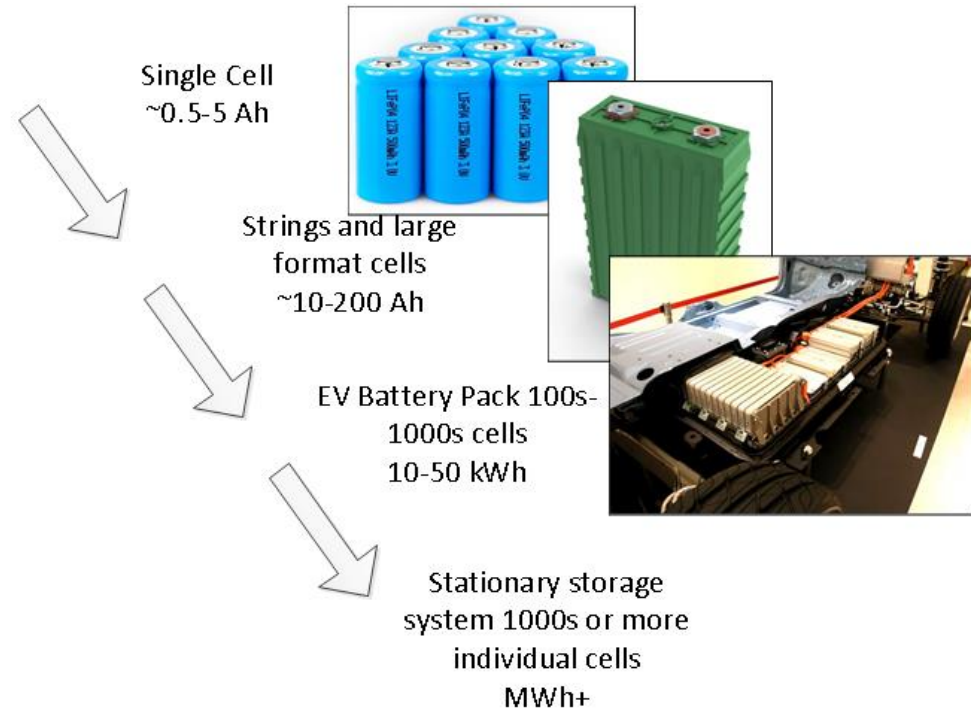 Single Cell
~0.5-5 Ah
Strings and large
format cells
~10-200 Ah
EV Battery Pack 100s-
1000s cells
10-50 kWh
Stationary storage
system 1000s or more
individual cells
MWh+